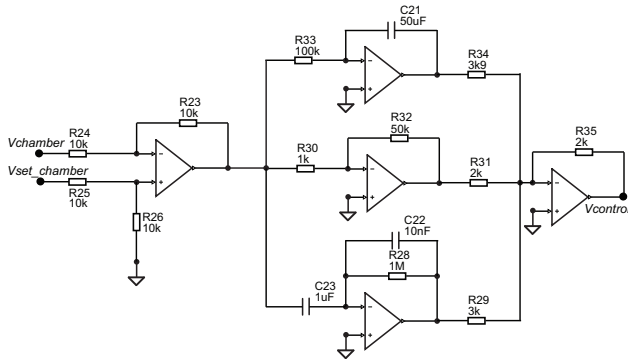 C21
50uF
R33
100k
R34
3k9
R23
10k
R32
50k
R35
2k
Vchamber
R24
10k
R30
1k
R31
2k
Vset_chamber
R25
10k
R26
10k
Vcontrol
C22
10nF
R28
1M
C23
1uF
R29
3k